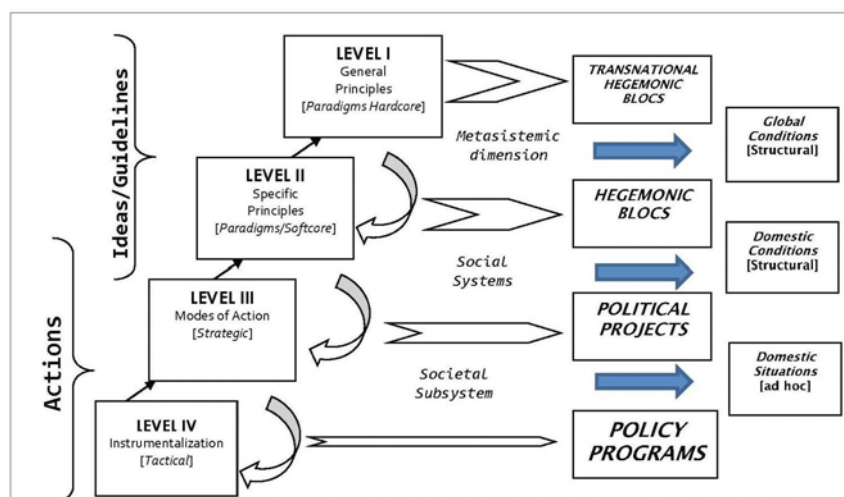 Ideas/Guidelines
Actions
LEVEL I
General
Principles
[Paradigms Hardcore]
LEVEL II
Specific
Principles
[Paradigms/Softcore]
LEVEL III
Modes of Action
[Strategic]
LEVEL IV
Instrumentalization
[Tactical]
Metasistemic
dimension
Social
Systems
Societal
Subsystem
TRANSNATIONAL
HEGEMONIC
BLOCS
HEGEMONIC
BLOCS
POLITICAL
PROJECTS
POLICY
PROGRAMS
Global
Conditions
[Structural]
Domestic
Conditions
[Structural]
Domestic
Situations
[ad hoc]